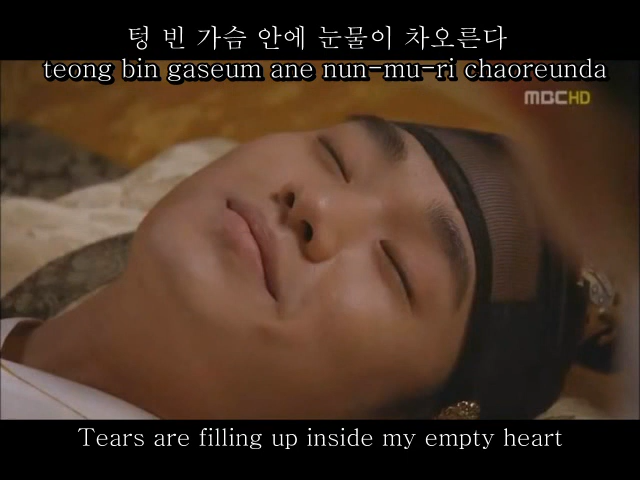 텅 빈 가슴 안에 눈물이 차오른다
teong bin gaseum ane nun-mu-ri chaoreunda
MBCHD
Tears are filling up inside my empty heart